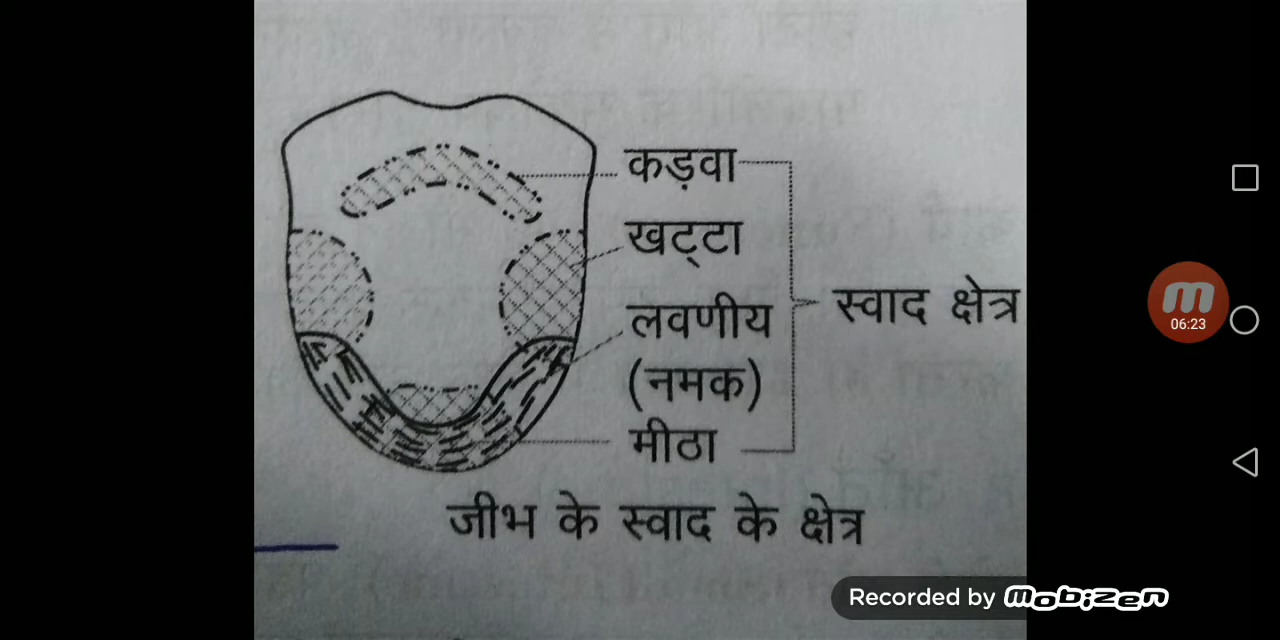 कड़वा
खट्टा
लवणीय
(नमक)
मीठा
स्वाद क्षेत्र
जीभ के स्वाद के क्षेत्र
06:23
Recorded by mobizen